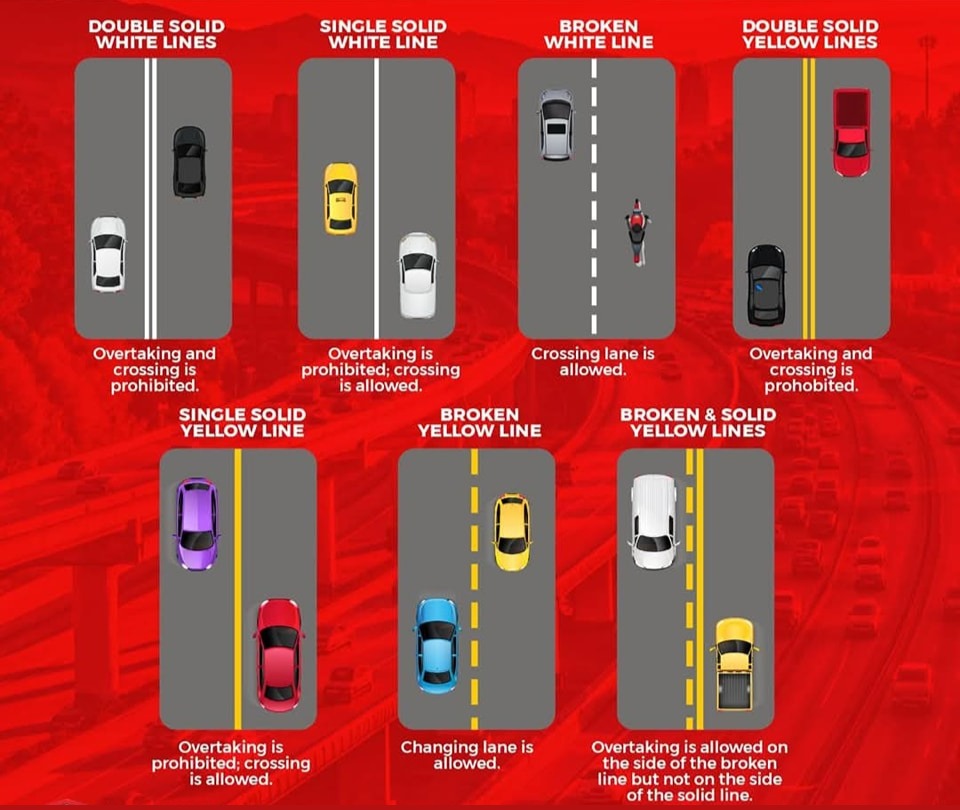 DOUBLE SOLID
WHITE LINES
SINGLE SOLID
WHITE LINE
BROKEN
WHITE LINE
DOUBLE SOLID
YELLOW LINES
Overtaking and
crossing is
prohibited.
Overtaking is
prohibited; crossing
is allowed.
Crossing lane is
allowed.
Overtaking and
crossing is
prohobited.
SINGLE SOLID
YELLOW LINE
BROKEN
YELLOW LINE
BROKEN & SOLID
YELLOW LINES
Overtaking is
prohibited; crossing
is allowed.
Changing lane is
allowed.
Overtaking is allowed on
the side of the broken
line but not on the side
of the solid line.